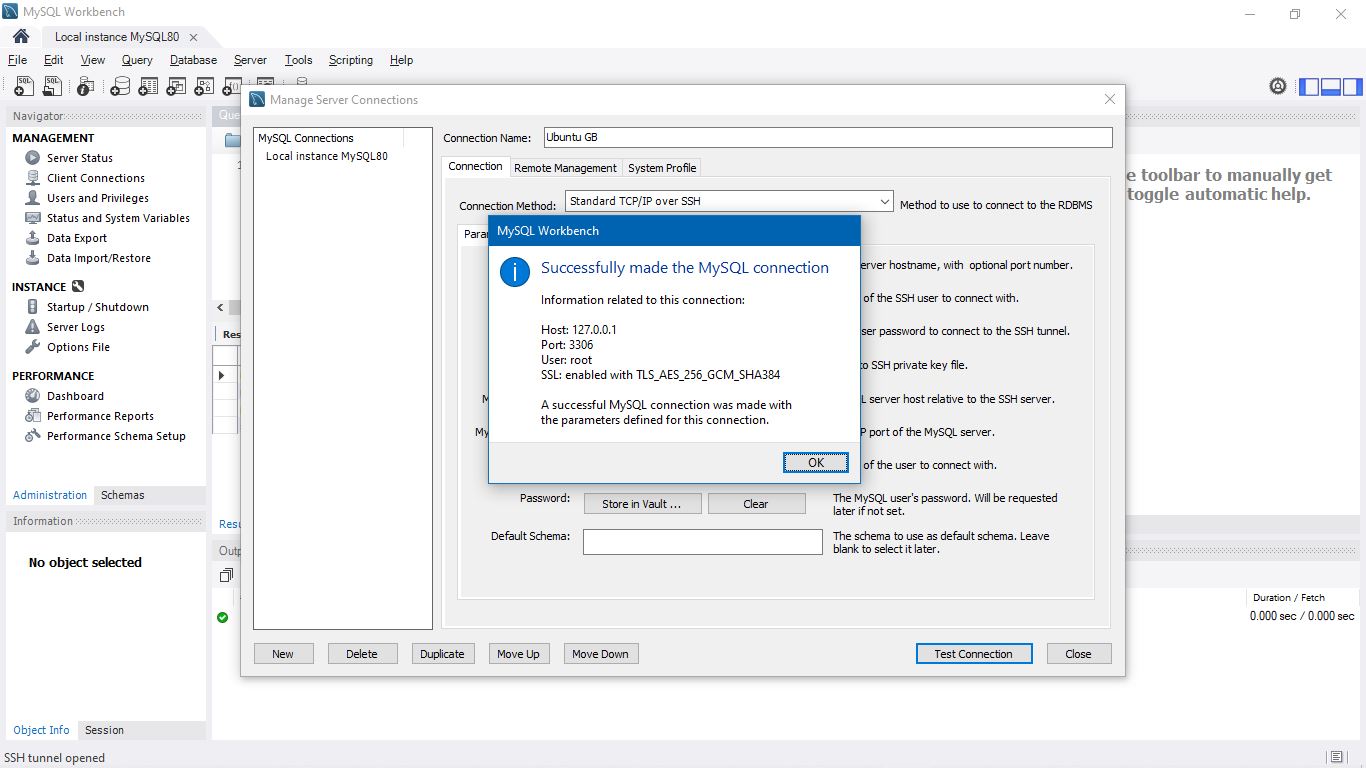 MySQL Workbench
Local instance MySQL80
File Edit View Query Database Server Tools Scripting Help
Navigator
MANAGEMENT
Server Status
Client Connections
Users and Privileges
Status and System Variables
Data Export
Data Import/Restore
INSTANCE
Startup / Shutdown
Server Logs
Options File
PERFORMANCE
Dashboard
Performance Reports
Performance Schema Setup
Administration Schemas
Information
No object selected
Object Info Session
SSH tunnel opened
1
e toolbar to manually get
toggle automatic help.
Duration / Fetch
0.000 sec / 0.000 sec
Manage Server Connections
MySQL Connections
Local instance MySQL80
Connection Name: Ubuntu GB
Connection Remote Management System Profile
Connection Method: Standard TCP/IP over SSH Method to use to connect to the RDBMS
erver hostname, with optional port number.
of the SSH user to connect with.
ser password to connect to the SSH tunnel.
o SSH private key file.
L server host relative to the SSH server.
P port of the MySQL server.
of the user to connect with.
Password: Store in Vault ... Clear The MySQL user's password. Will be requested
later if not set.
Default Schema: The schema to use as default schema. Leave
blank to select it later.
New Delete Duplicate Move Up Move Down Test Connection Close
MySQL Workbench
Successfully made the MySQL connection
Information related to this connection:
Host: 127.0.0.1
Port: 3306
User: root
SSL: enabled with TLS_AES_256_GCM_SHA384
A successful MySQL connection was made with
the parameters defined for this connection.
OK